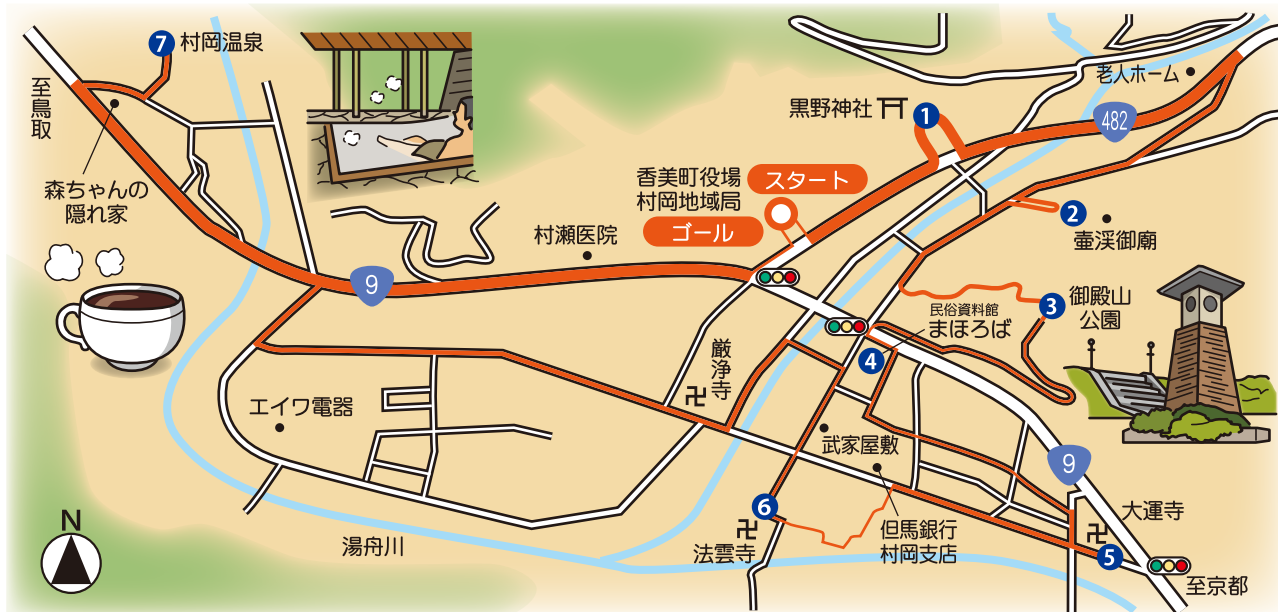 7
村岡温泉
至鳥取
森ちゃんの
隠れ家
老人ホーム
黒野神社
1
482
香美町役場
村岡地域局
スタート
ゴール
2
壷渓御廟
村瀬医院
9
3
御殿山
公園
民俗資料館
まほろば
4
厳浄寺
卍
エイワ電器
武家屋敷
9
6
卍
法雲寺
但馬銀行
村岡支店
大運寺
卍
5
至京都
湯舟川
N